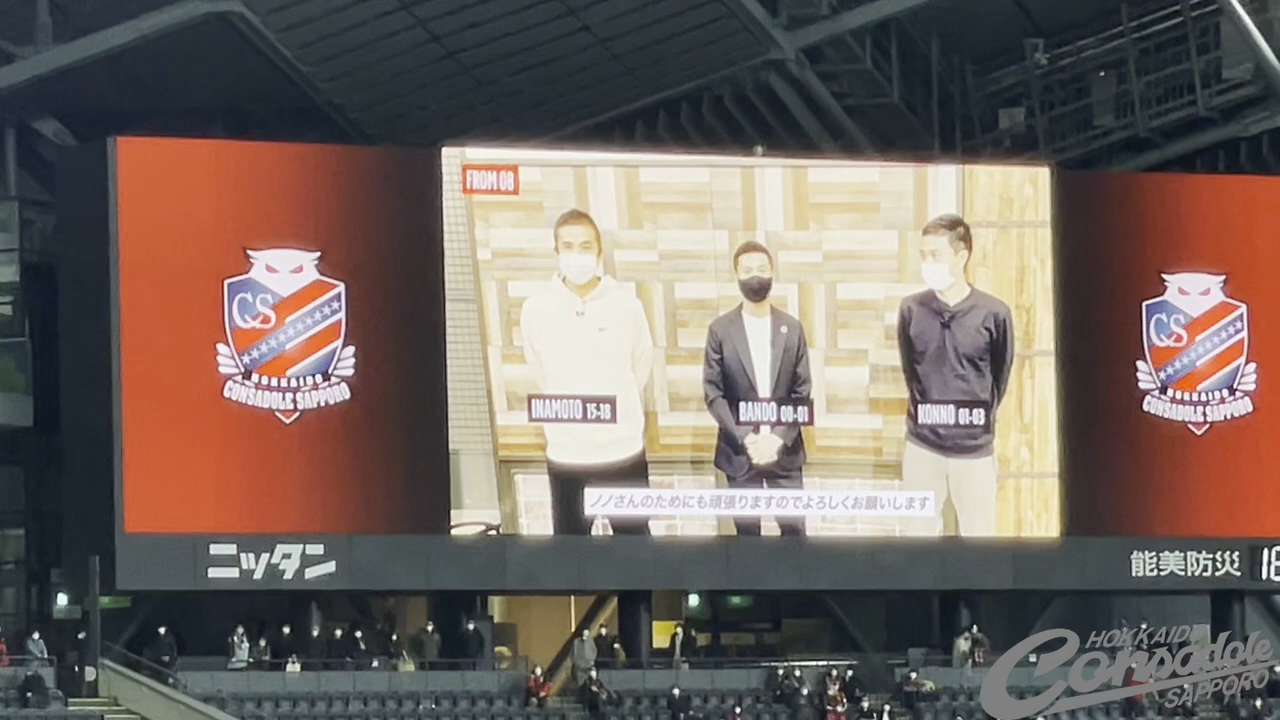 FROM OB
CS
HOKKAIDO
CONSADOLE SAPPORO
CS
HOKKAIDO
CONSADOLE SAPPORO
INAMOTO 15-18
BANDO 00-01
KONNO 01-03
ノノさんのためにも頑張りますのでよろしくお願いします
ニッタン
能美防災
HOKKAIDO
Consadole
SAPPORO